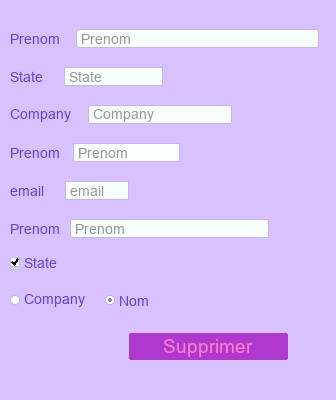 Prenom Prenom
State State
Company Company
Prenom Prenom
email email
Prenom Prenom
State
Company Nom
Supprimer